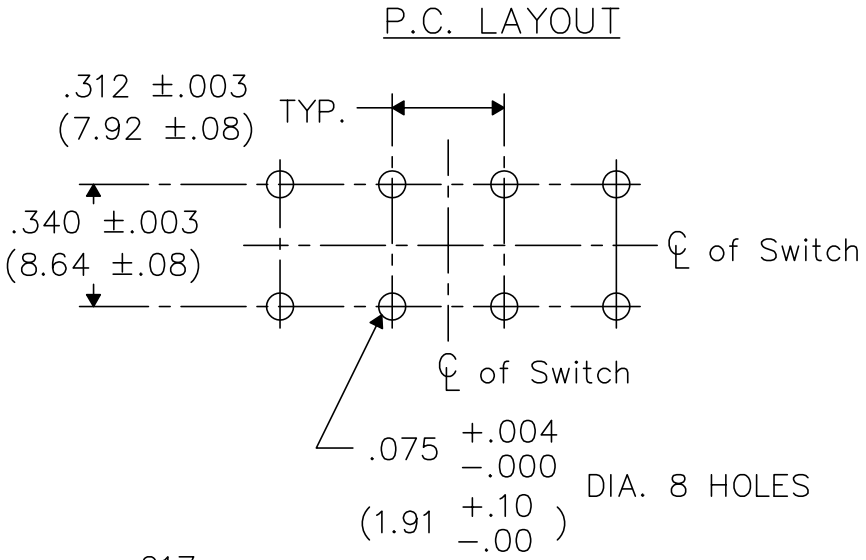 P.C. LAYOUT
.312 ±.003
(7.92 ±.08)
TYP.
.340 ±.003
(8.64 ±.08)
℄ of Switch
℄ of Switch
.075 +.004
-.000
(1.91 +.10
-.00 )
DIA. 8 HOLES